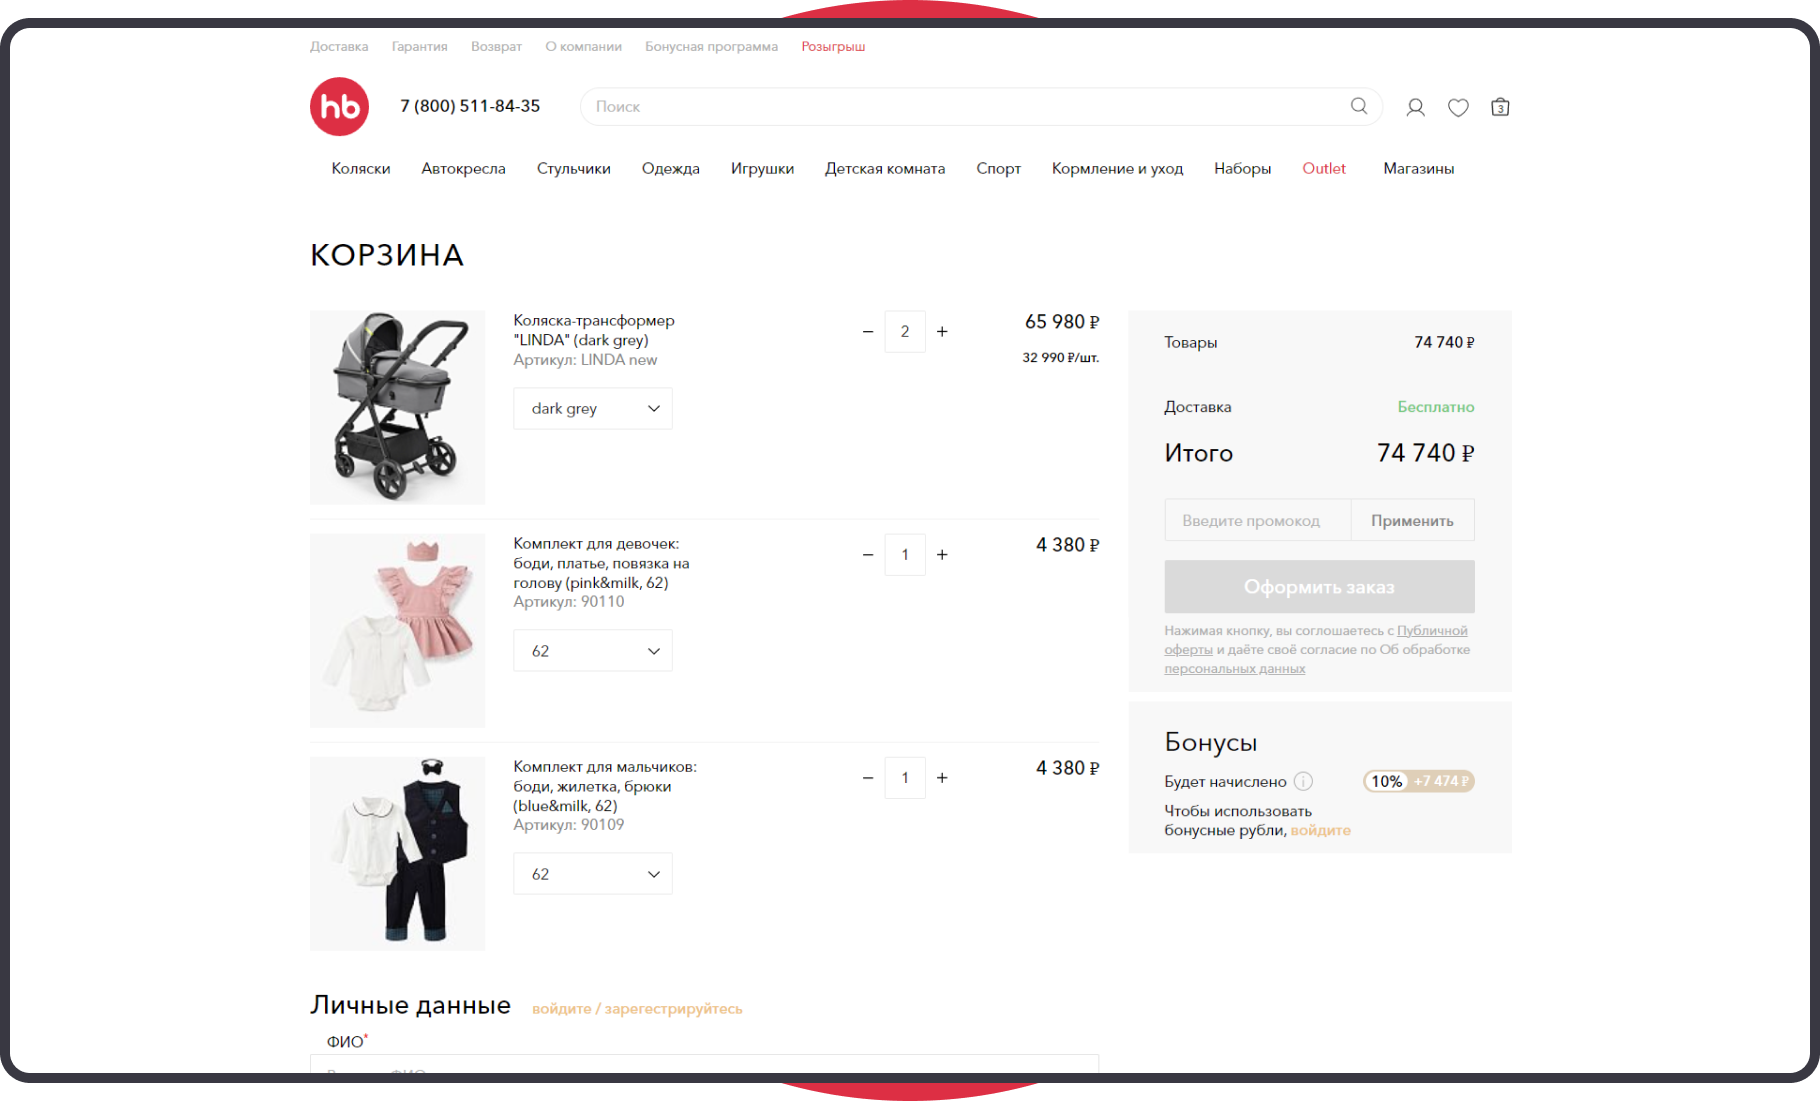 Доставка Гарантия Возврат О компании Бонусная программа Розыгрыш
hb 7 (800) 511-84-35 Поиск 3
Коляски Автокресла Стульчики Одежда Игрушки Детская комната Спорт Кормление и уход Наборы Outlet Магазины
КОРЗИНА
Коляска-трансформер
"LINDA" (dark grey)
Артикул: LINDA new
dark grey
2
65 980 ₽
32 990 ₽/шт.
Комплект для девочек:
боди, платье, повязка на
голову (pink&milk, 62)
Артикул: 90110
62
1
4 380 ₽
Комплект для мальчиков:
боди, жилетка, брюки
(blue&milk, 62)
Артикул: 90109
62
1
4 380 ₽
Товары 74 740 ₽
Доставка Бесплатно
Итого 74 740 ₽
Введите промокод Применить
Оформить заказ
Нажимая кнопку, вы соглошаетесь с Публичной
оферты и даёте своё согласие по Об обработке
персональных данных
Бонусы
Будет начислено 10% +7 474 ₽
Чтобы использовать
бонусные рубли, войдите
Личные данные войдите / зарегестрируйтесь
ФИО*